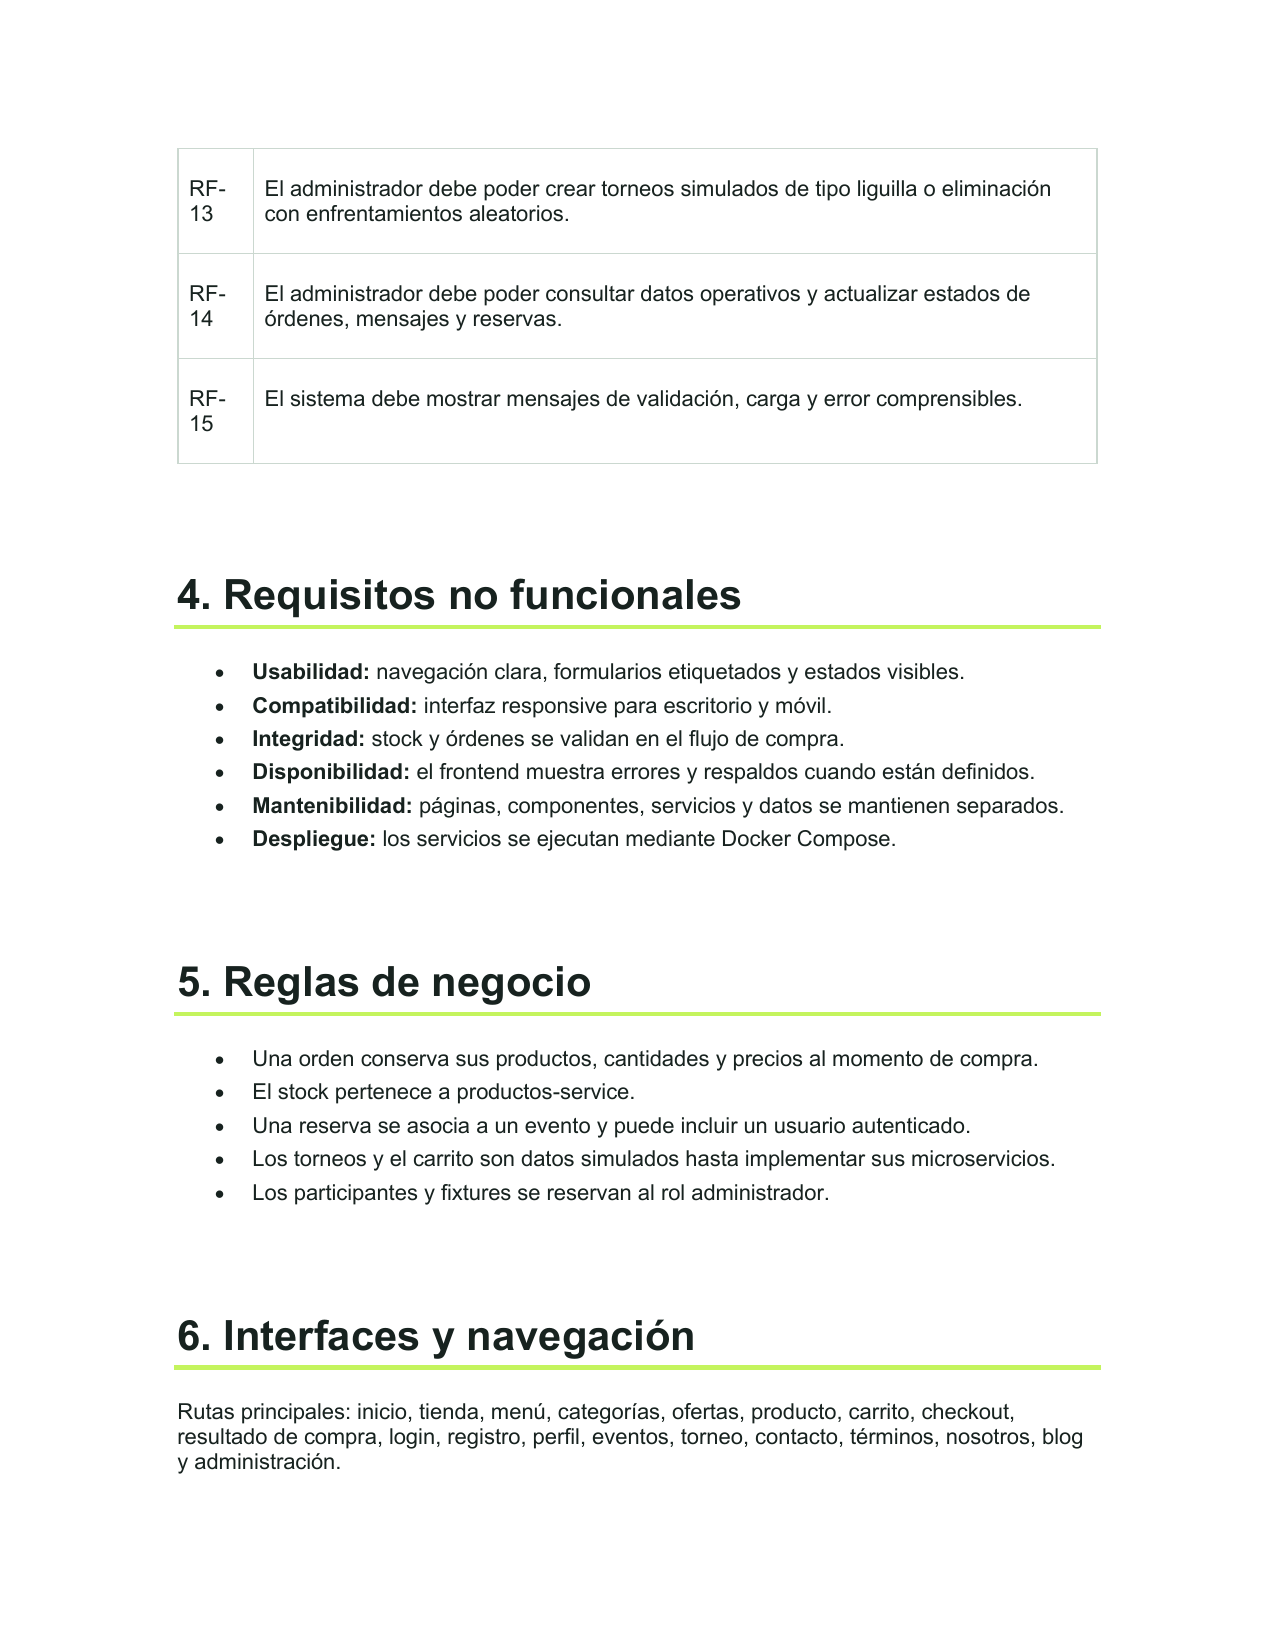 RF-
13
El administrador debe poder crear torneos simulados de tipo liguilla o eliminación
con enfrentamientos aleatorios.
RF-
14
El administrador debe poder consultar datos operativos y actualizar estados de
órdenes, mensajes y reservas.
RF-
15
El sistema debe mostrar mensajes de validación, carga y error comprensibles.
4. Requisitos no funcionales
• Usabilidad: navegación clara, formularios etiquetados y estados visibles.
• Compatibilidad: interfaz responsive para escritorio y móvil.
• Integridad: stock y órdenes se validan en el flujo de compra.
• Disponibilidad: el frontend muestra errores y respaldos cuando están definidos.
• Mantenibilidad: páginas, componentes, servicios y datos se mantienen separados.
• Despliegue: los servicios se ejecutan mediante Docker Compose.
5. Reglas de negocio
• Una orden conserva sus productos, cantidades y precios al momento de compra.
• El stock pertenece a productos-service.
• Una reserva se asocia a un evento y puede incluir un usuario autenticado.
• Los torneos y el carrito son datos simulados hasta implementar sus microservicios.
• Los participantes y fixtures se reservan al rol administrador.
6. Interfaces y navegación
Rutas principales: inicio, tienda, menú, categorías, ofertas, producto, carrito, checkout,
resultado de compra, login, registro, perfil, eventos, torneo, contacto, términos, nosotros, blog
y administración.